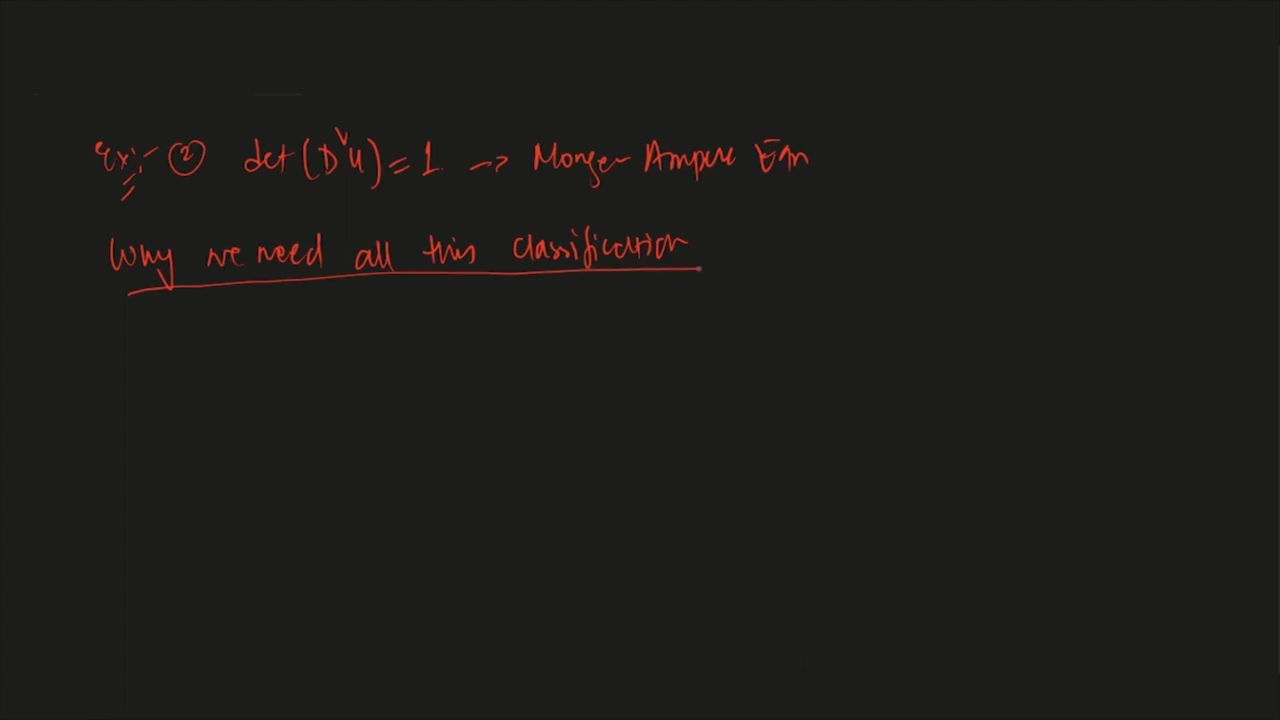 Ex:- ② det(D²u) = 1 → Monge-Ampere Eqn
Why we need all this classification